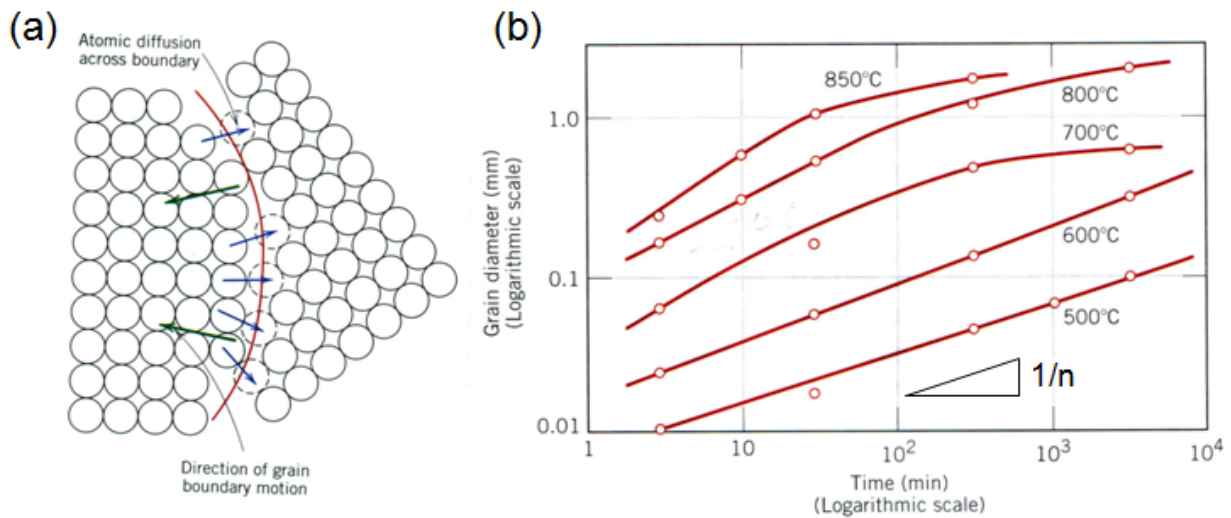 (a)
Atomic diffusion
across boundary
Direction of grain
boundary motion
(b)
Grain diameter (mm)
(Logarithmic scale)
1.0
0.1
0.01
850°C
800°C
700°C
600°C
500°C
1/n
1
10
10²
10³
10⁴
Time (min)
(Logarithmic scale)